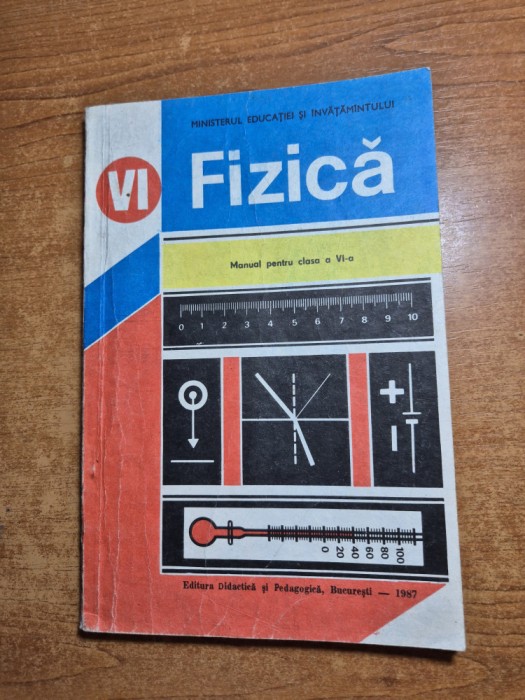 MINISTERUL EDUCAȚIEI ȘI INVĂȚĂMÎNTULUI
VI
Fizică
Manual pentru clasa a VI-a
0 1 2 3 4 5 6 7 8 9 10
+
−
0 20 40 60 80 100
Editura Didactică și Pedagogică, București — 1987